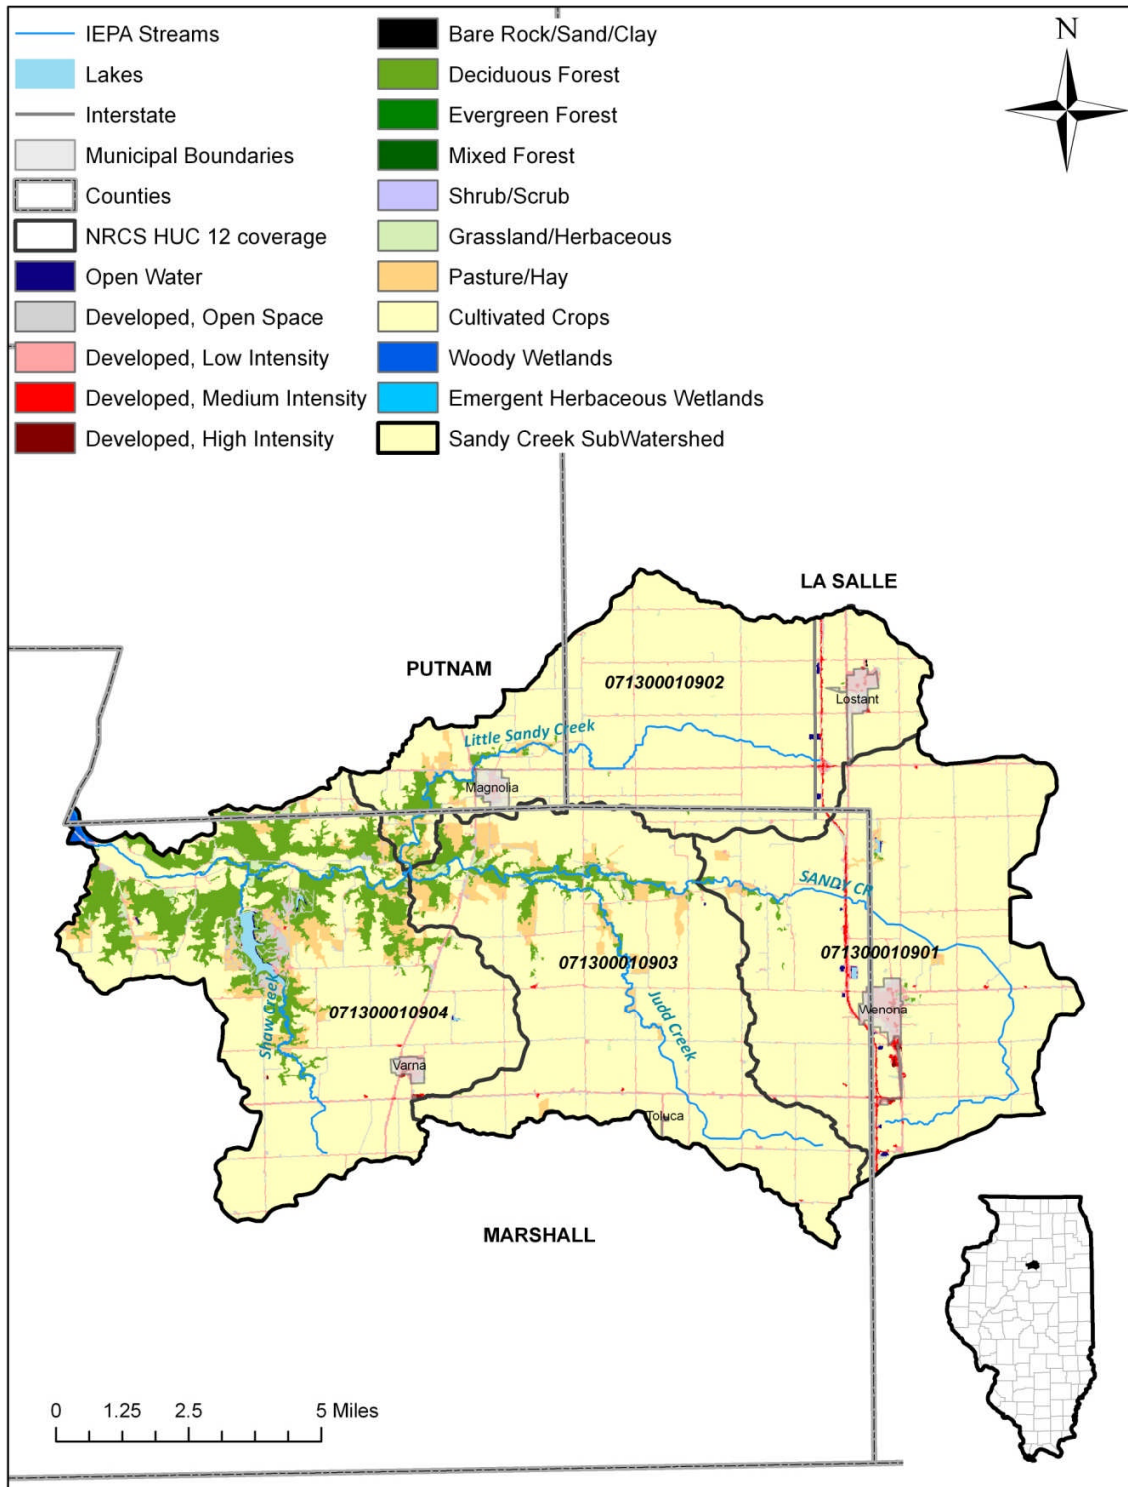 N
IEPA Streams
Lakes
Interstate
Municipal Boundaries
Counties
NRCS HUC 12 coverage
Open Water
Developed, Open Space
Developed, Low Intensity
Developed, Medium Intensity
Developed, High Intensity
Bare Rock/Sand/Clay
Deciduous Forest
Evergreen Forest
Mixed Forest
Shrub/Scrub
Grassland/Herbaceous
Pasture/Hay
Cultivated Crops
Woody Wetlands
Emergent Herbaceous Wetlands
Sandy Creek SubWatershed
LA SALLE
PUTNAM
071300010902
Lostant
Little Sandy Creek
Magnolia
SANDY CR
071300010901
071300010903
Judd Creek
Wenona
071300010904
Shaw Creek
Varna
Toluca
MARSHALL
0 1.25 2.5 5 Miles